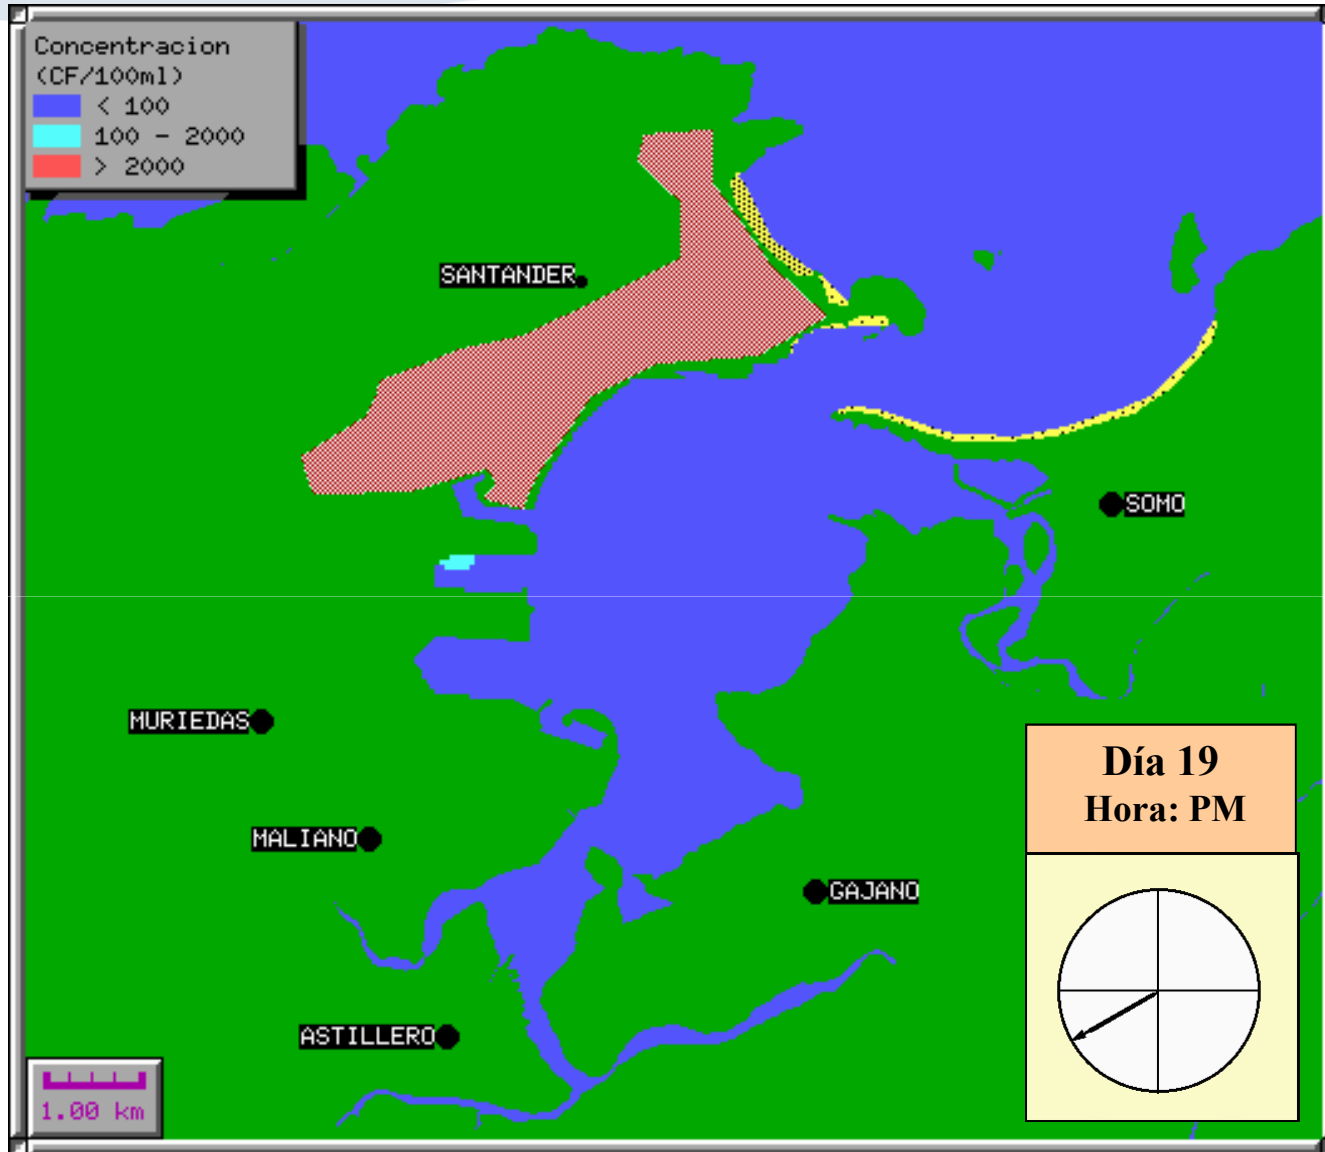 Concentracion
(CF/100ml)
< 100
100 - 2000
> 2000
SANTANDER
SOMO
MURIEDAS
Día 19
Hora: PM
MALIANO
GAJANO
ASTILLERO
1.00 km